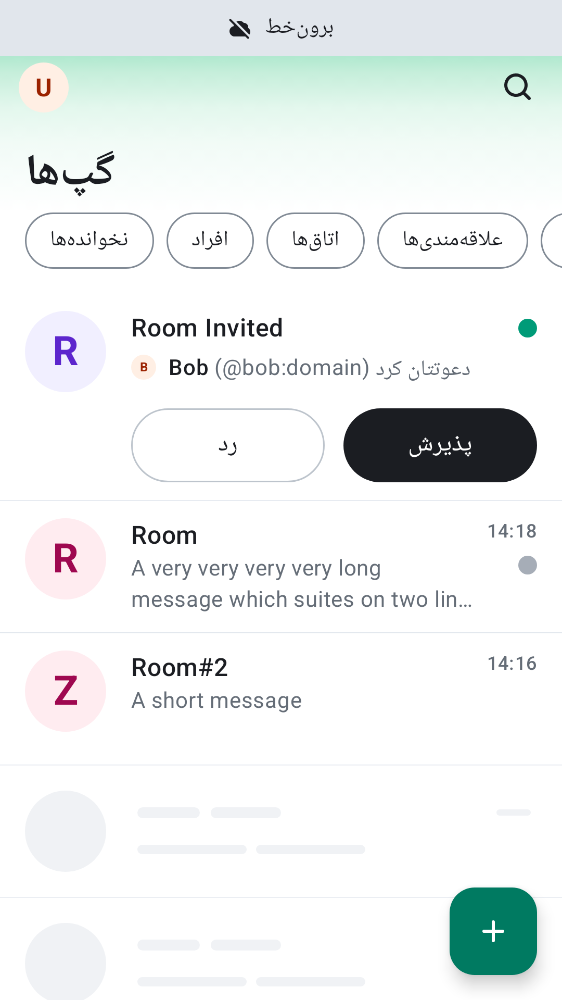 برون‌خط
U
گپ‌ها
نخوانده‌ها
افراد
اتاق‌ها
علاقه‌مندی‌ها
R
Room Invited
B
Bob (@bob:domain) دعوتتان کرد
رد
پذیرش
R
Room
14:18
A very very very very long
message which suites on two lin…
Z
Room#2
14:16
A short message